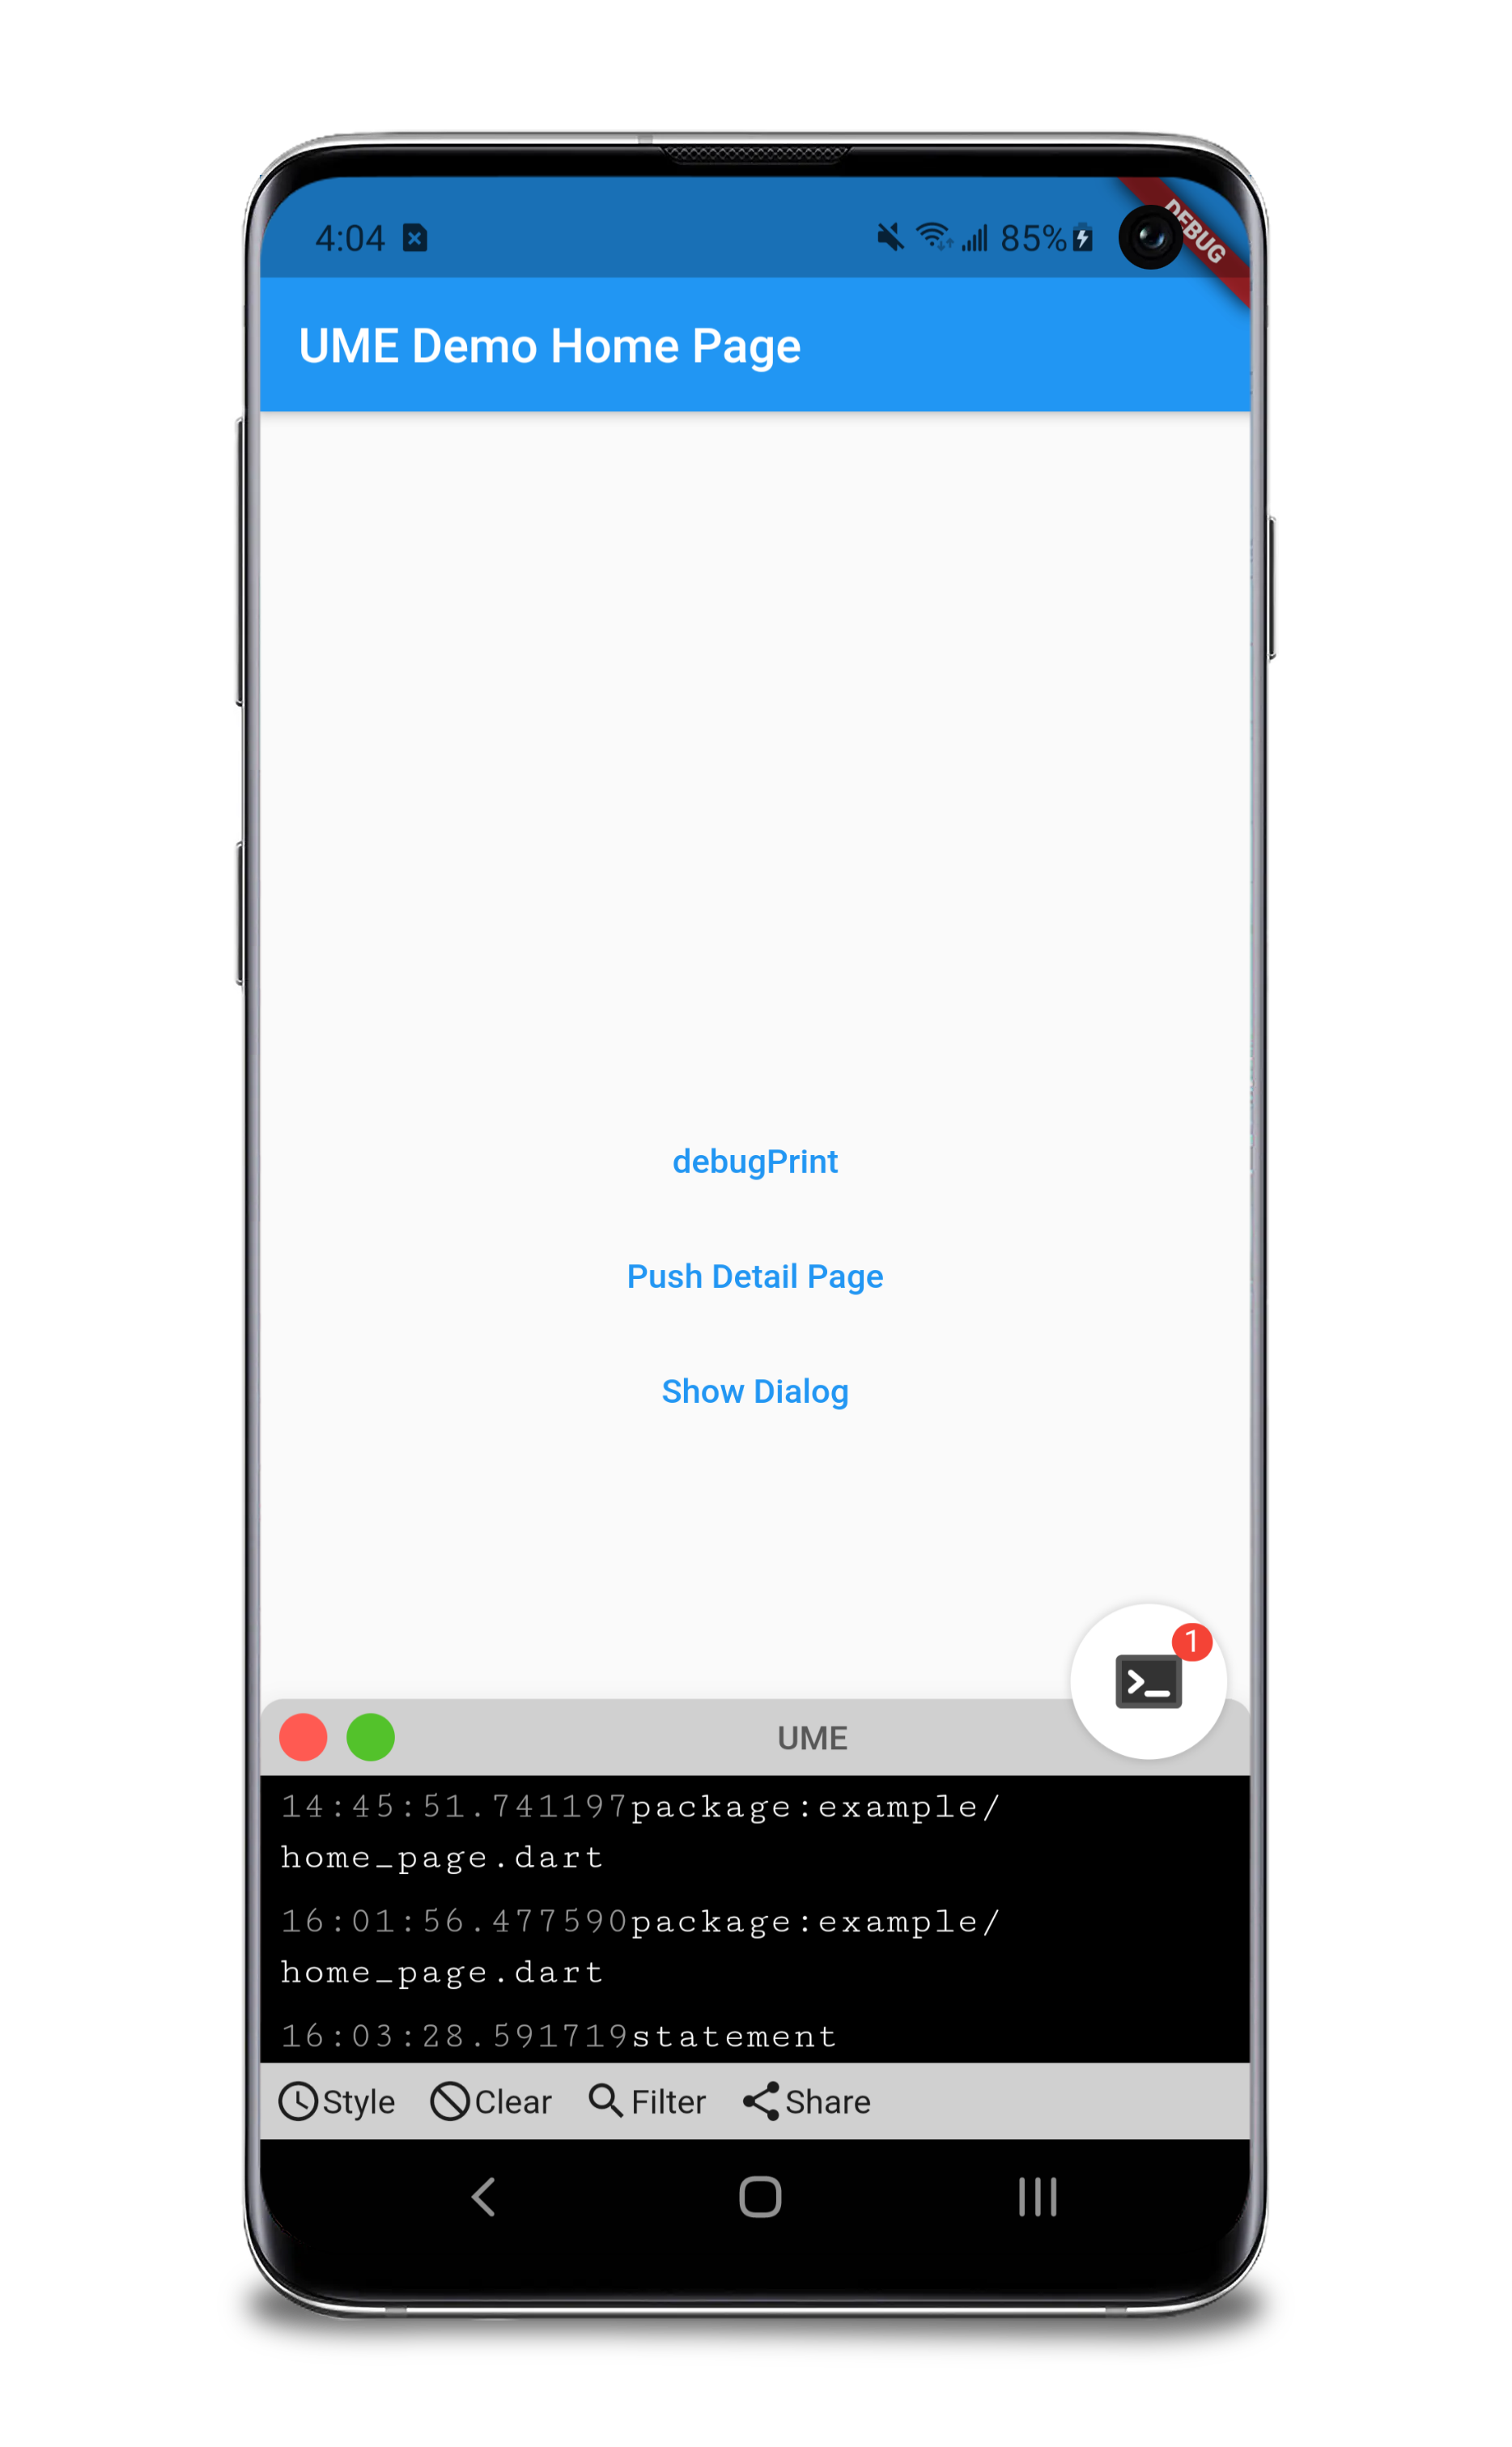 4:04
85%
DEBUG
UME Demo Home Page
debugPrint
Push Detail Page
Show Dialog
1
UME
14:45:51.741197package:example/
home_page.dart
16:01:56.477590package:example/
home_page.dart
16:03:28.591719statement
Style Clear Filter Share